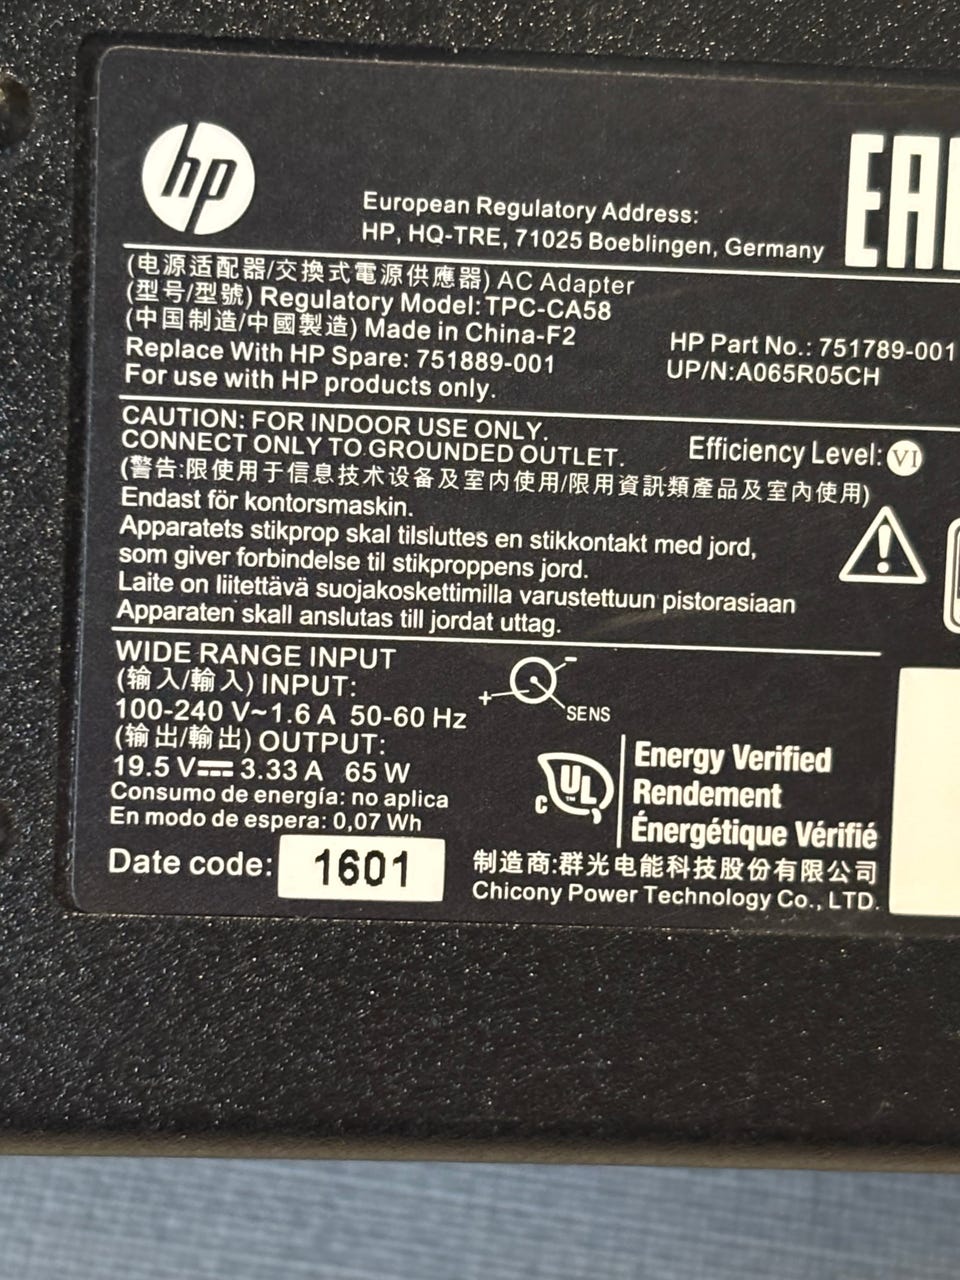 hp
EAC
European Regulatory Address:
HP, HQ-TRE, 71025 Boeblingen, Germany
(电源适配器/交換式電源供應器) AC Adapter
(型号/型號) Regulatory Model: TPC-CA58
(中国制造/中國製造) Made in China-F2
Replace With HP Spare: 751889-001
For use with HP products only.
HP Part No.: 751789-001
UP/N:A065R05CH
CAUTION: FOR INDOOR USE ONLY.
CONNECT ONLY TO GROUNDED OUTLET.
Efficiency Level: VI
(警告:限使用于信息技术设备及室内使用/限用資訊類產品及室內使用)
Endast för kontorsmaskin.
Apparatets stikprop skal tilsluttes en stikkontakt med jord,
som giver forbindelse til stikproppens jord.
Laite on liitettävä suojakoskettimilla varustettuun pistorasiaan
Apparaten skall anslutas till jordat uttag.
WIDE RANGE INPUT
(输入/輸入) INPUT:
100-240 V~1.6 A 50-60 Hz
(输出/輸出) OUTPUT:
19.5 V⎓3.33 A 65 W
Consumo de energía: no aplica
En modo de espera: 0,07 Wh
- + SENS
c UL ™
Energy Verified
Rendement
Énergétique Vérifié
Date code: 1601
制造商:群光电能科技股份有限公司
Chicony Power Technology Co., LTD.